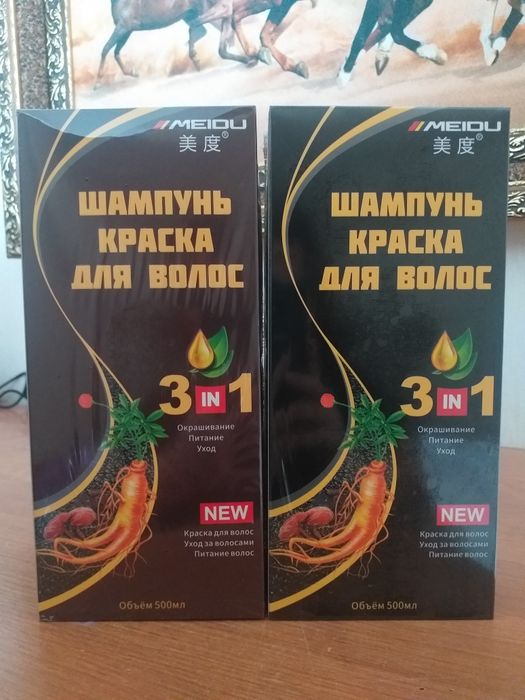 MEIDU
美度®
ШАМПУНЬ
КРАСКА
ДЛЯ ВОЛОС
3 IN 1
Окрашивание
Питание
Уход
NEW
Краска для волос
Уход за волосами
Питание волос
Объём 500мл
MEIDU
美度®
ШАМПУНЬ
КРАСКА
ДЛЯ ВОЛОС
3 IN 1
Окрашивание
Питание
Уход
NEW
Краска для волос
Уход за волосами
Питание волос
Объём 500мл